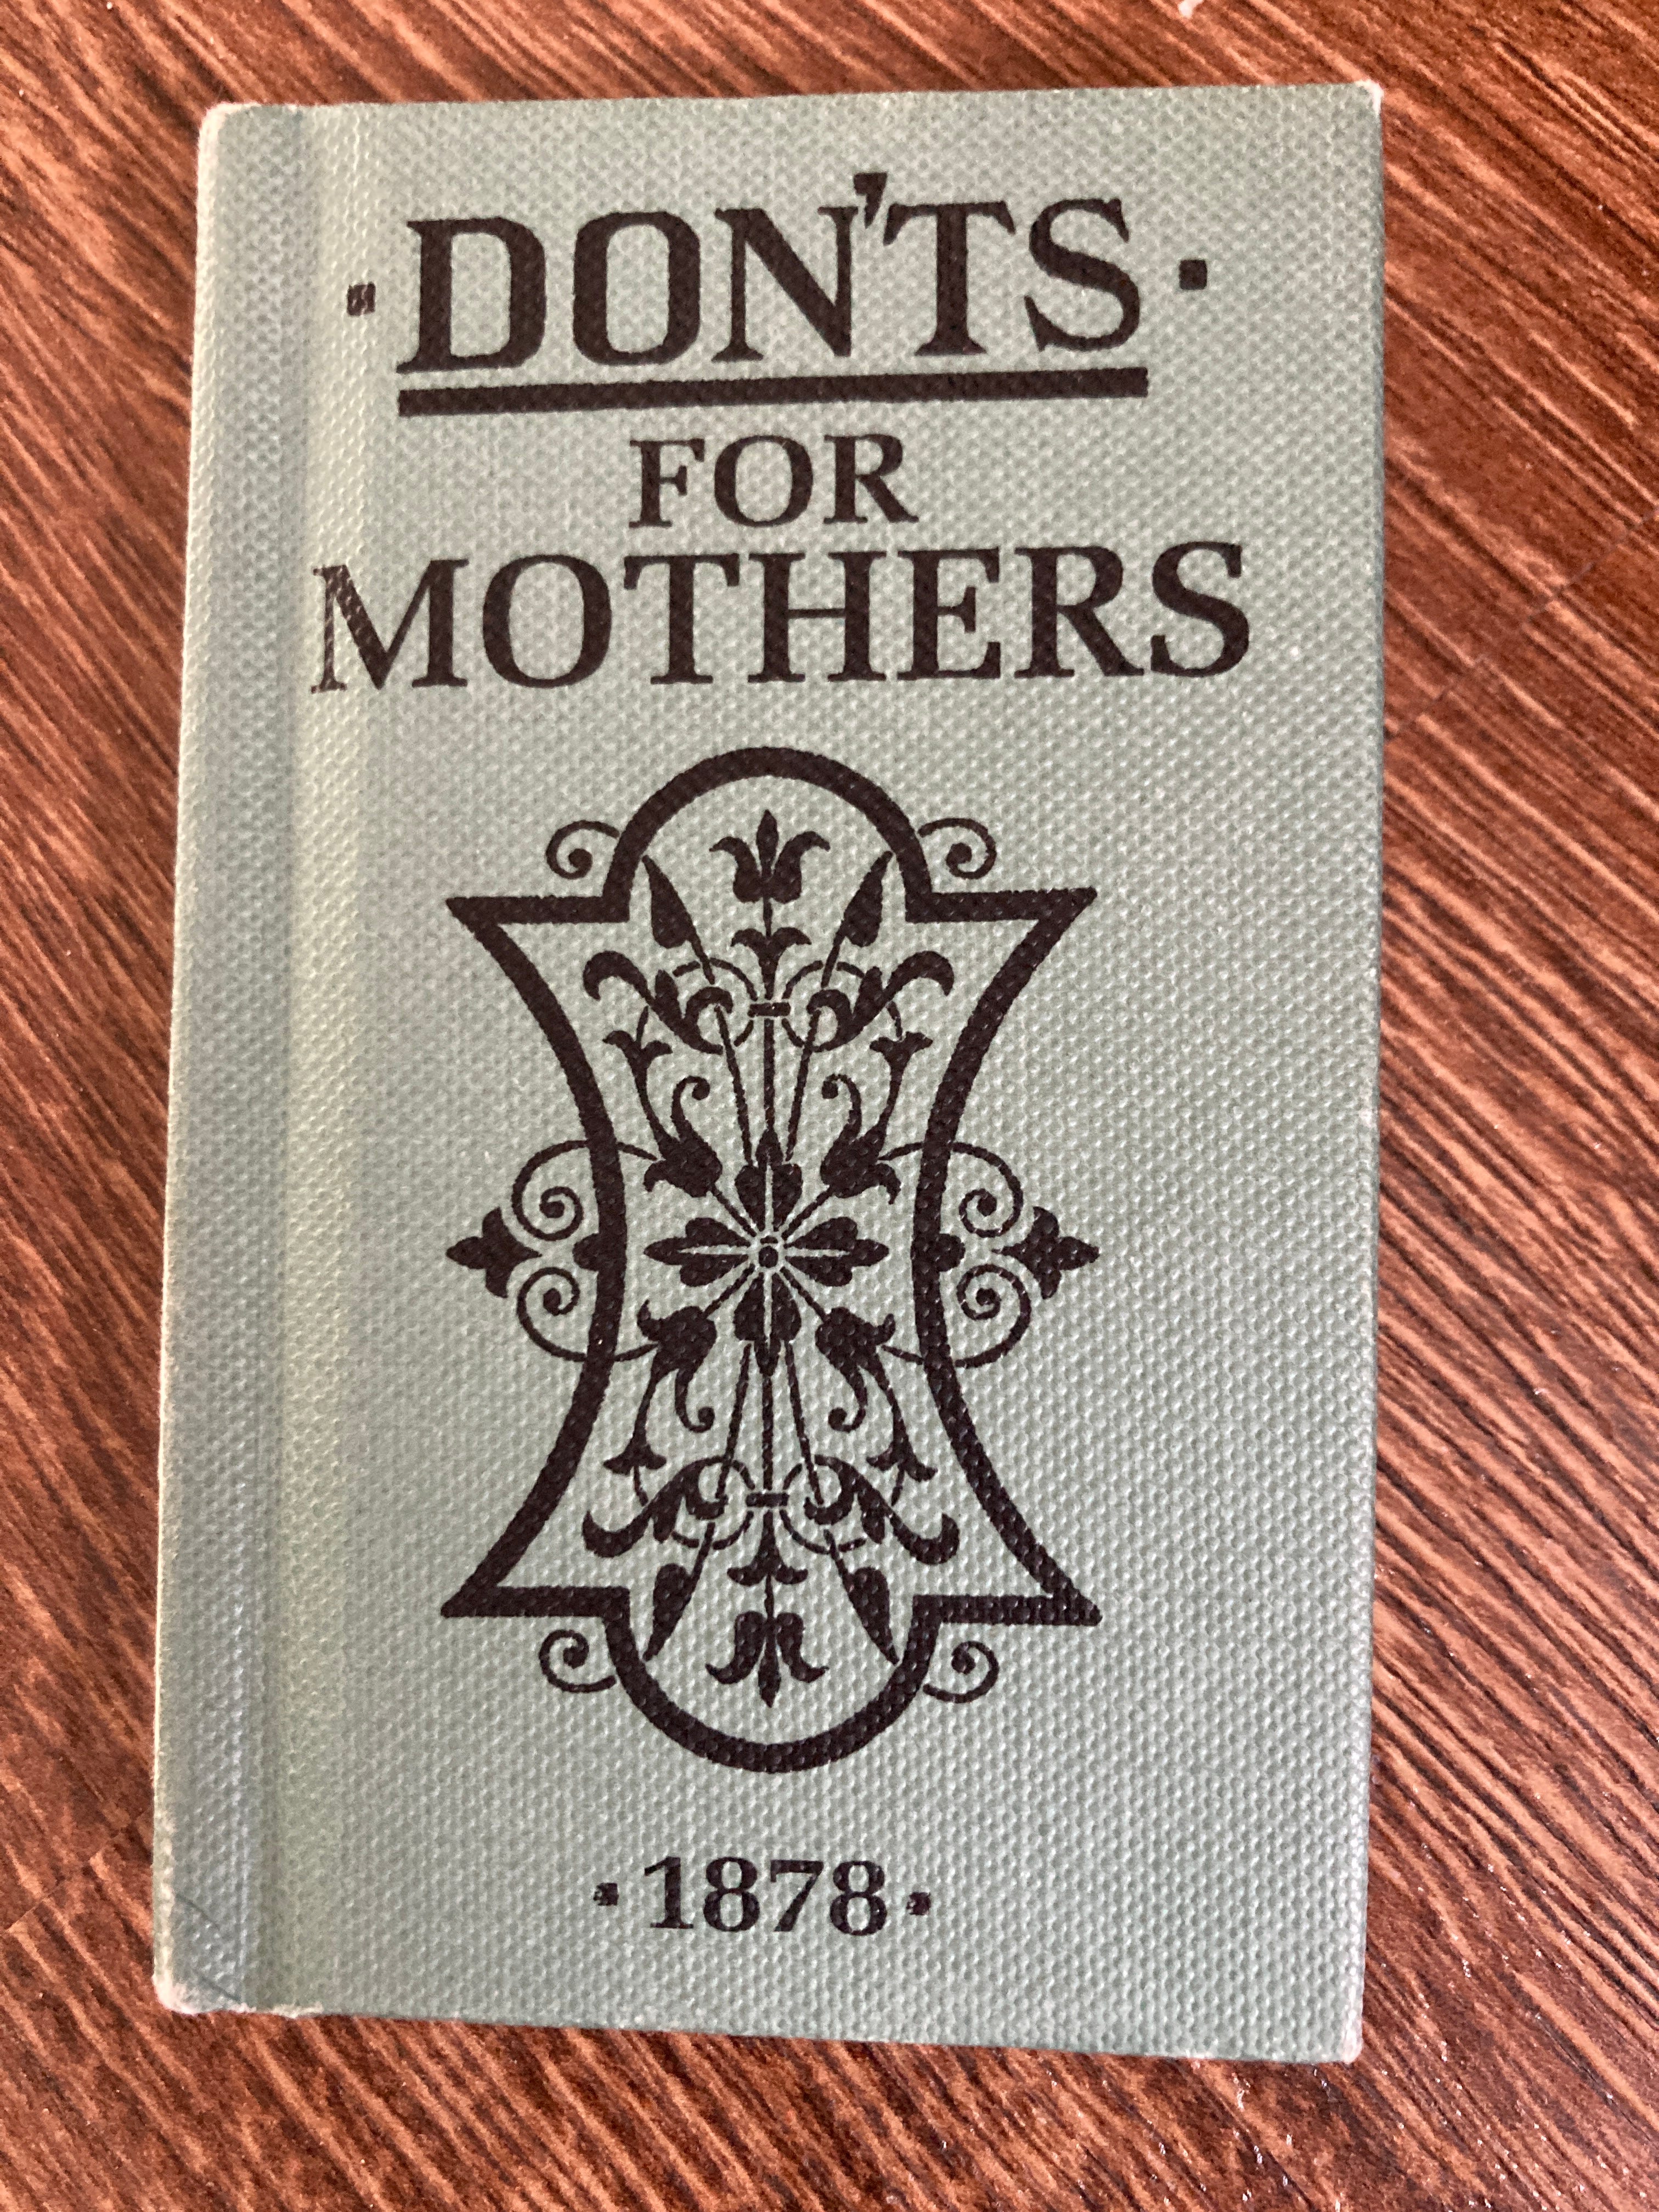 · DON'TS ·
FOR
MOTHERS
· 1878 ·